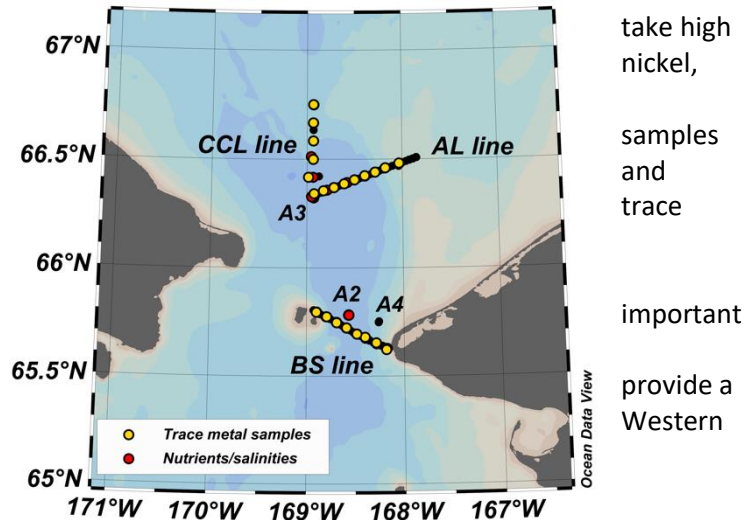 take high
nickel,
samples
and
trace
important
provide a
Western
67°N
66.5°N
66°N
65.5°N
65°N
CCL line
AL line
A3
A2
A4
BS line
Trace metal samples
Nutrients/salinities
Ocean Data View
171°W
170°W
169°W
168°W
167°W